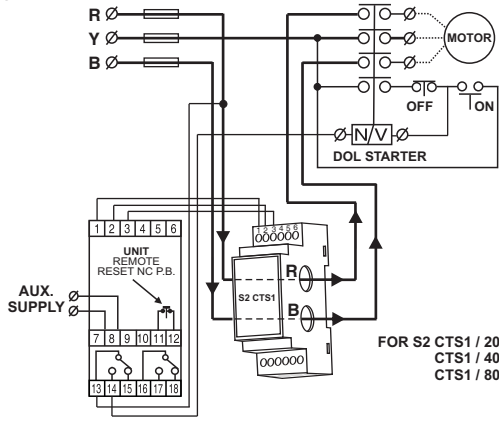 R
Y
B
MOTOR
OFF
ON
N/V
DOL STARTER
1 2 3 4 5 6
1 2 3 4 5 6
UNIT
REMOTE
RESET NC P.B.
AUX.
SUPPLY
S2 CTS1
R
B
7 8 9 10 11 12
13 14 15 16 17 18
FOR S2 CTS1 / 20
CTS1 / 40
CTS1 / 80